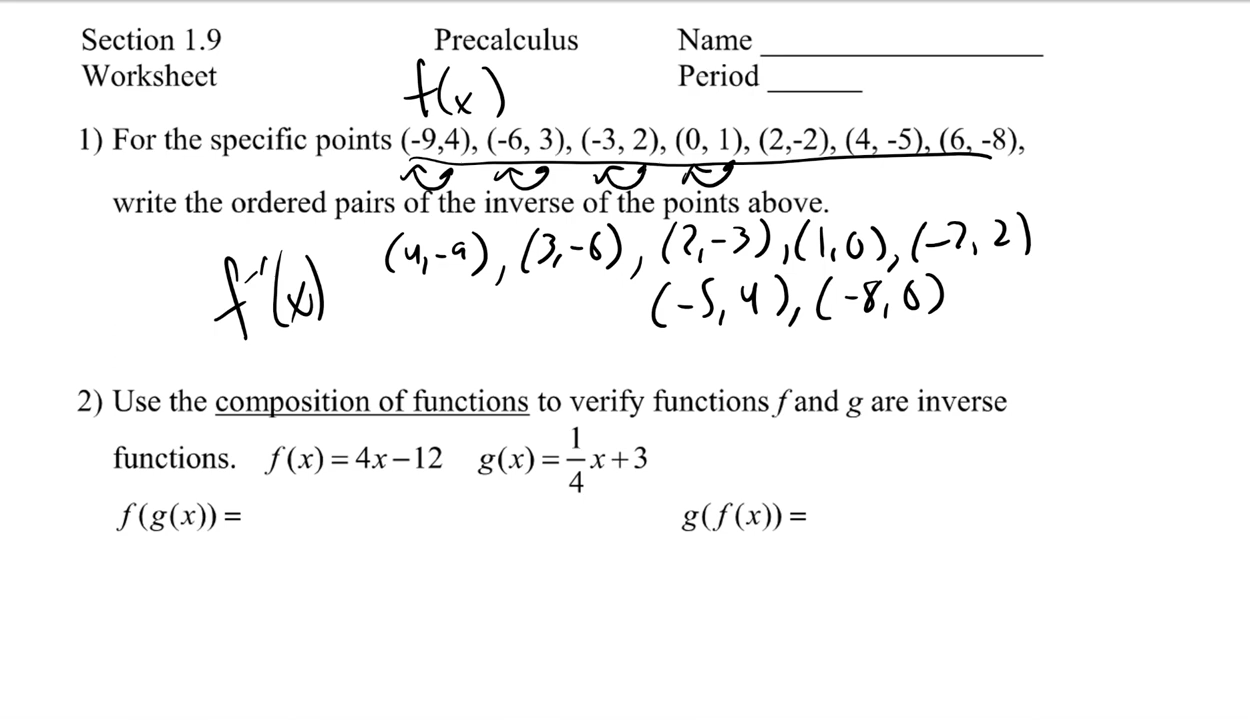 Section 1.9 Precalculus Name ____________
Worksheet f(x) Period ______
1) For the specific points (-9,4), (-6, 3), (-3, 2), (0, 1), (2,-2), (4, -5), (6, -8),
write the ordered pairs of the inverse of the points above.
(4,-9), (3,-6), (2,-3), (1,0), (-2,2)
f⁻¹(x) (-5,4), (-8,6)
2) Use the composition of functions to verify functions f and g are inverse
functions. f(x)=4x−12 g(x)=1/4x+3
f(g(x))= g(f(x))=